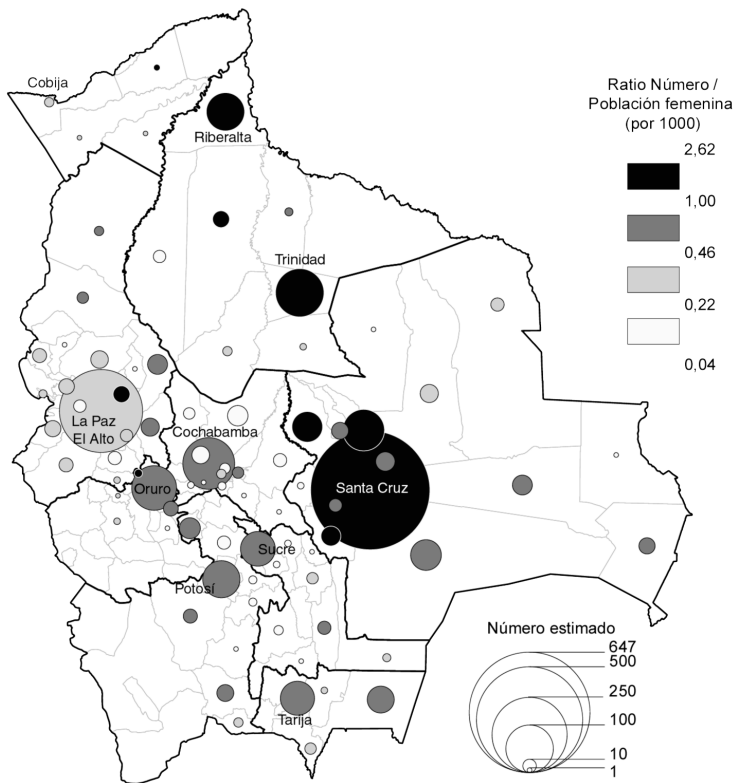 Cobija
Riberalta
Trinidad
La Paz
El Alto
Cochabamba
Oruro
Santa Cruz
Sucre
Potosí
Tarija
Ratio Número /
Población femenina
(por 1000)
2,62
1,00
0,46
0,22
0,04
Número estimado
647
500
250
100
10
1